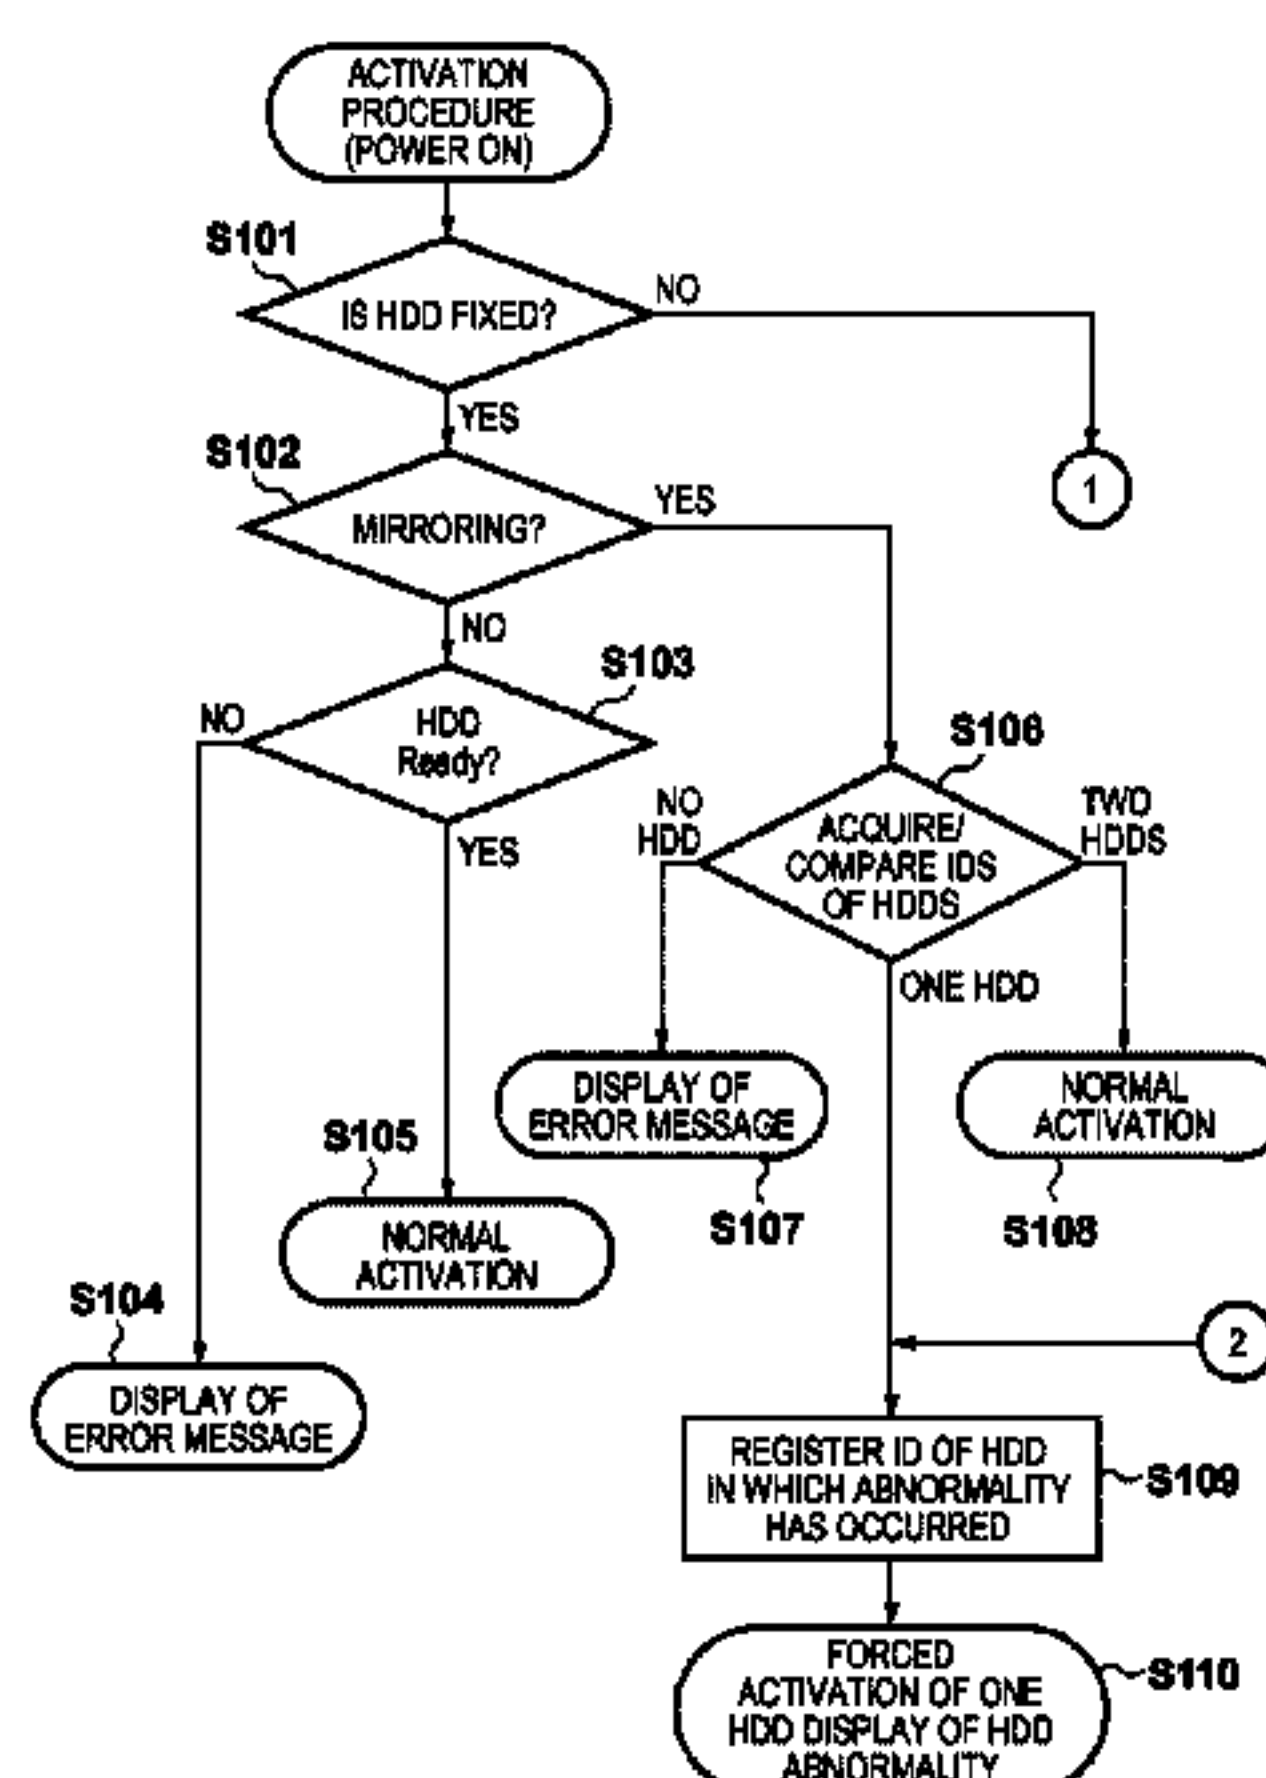 ACTIVATION
PROCEDURE
(POWER ON)
S101
IS HDD FIXED?
NO
YES
1
S102
MIRRORING?
YES
NO
S103
HDD
Ready?
NO
YES
S106
ACQUIRE/
COMPARE IDS
OF HDDS
NO
HDD
TWO
HDDS
ONE HDD
DISPLAY OF
ERROR MESSAGE
S107
NORMAL
ACTIVATION
S108
S105
NORMAL
ACTIVATION
S104
DISPLAY OF
ERROR MESSAGE
2
REGISTER ID OF HDD
IN WHICH ABNORMALITY
HAS OCCURRED
S109
FORCED
ACTIVATION OF ONE
HDD DISPLAY OF HDD
ABNORMALITY
S110